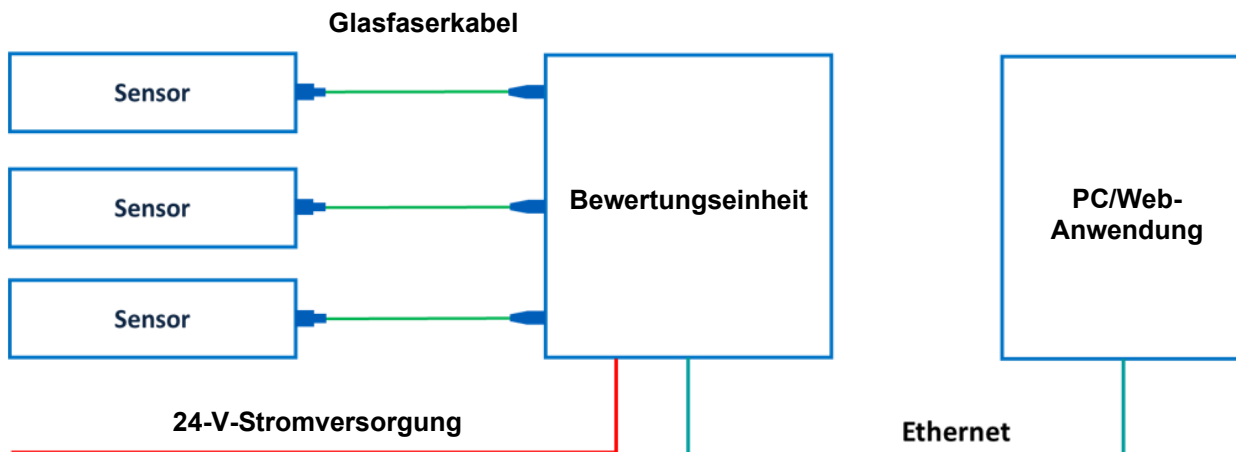 Glasfaserkabel
Sensor
Sensor
Bewertungseinheit
PC/Web-
Anwendung
Sensor
24-V-Stromversorgung
Ethernet